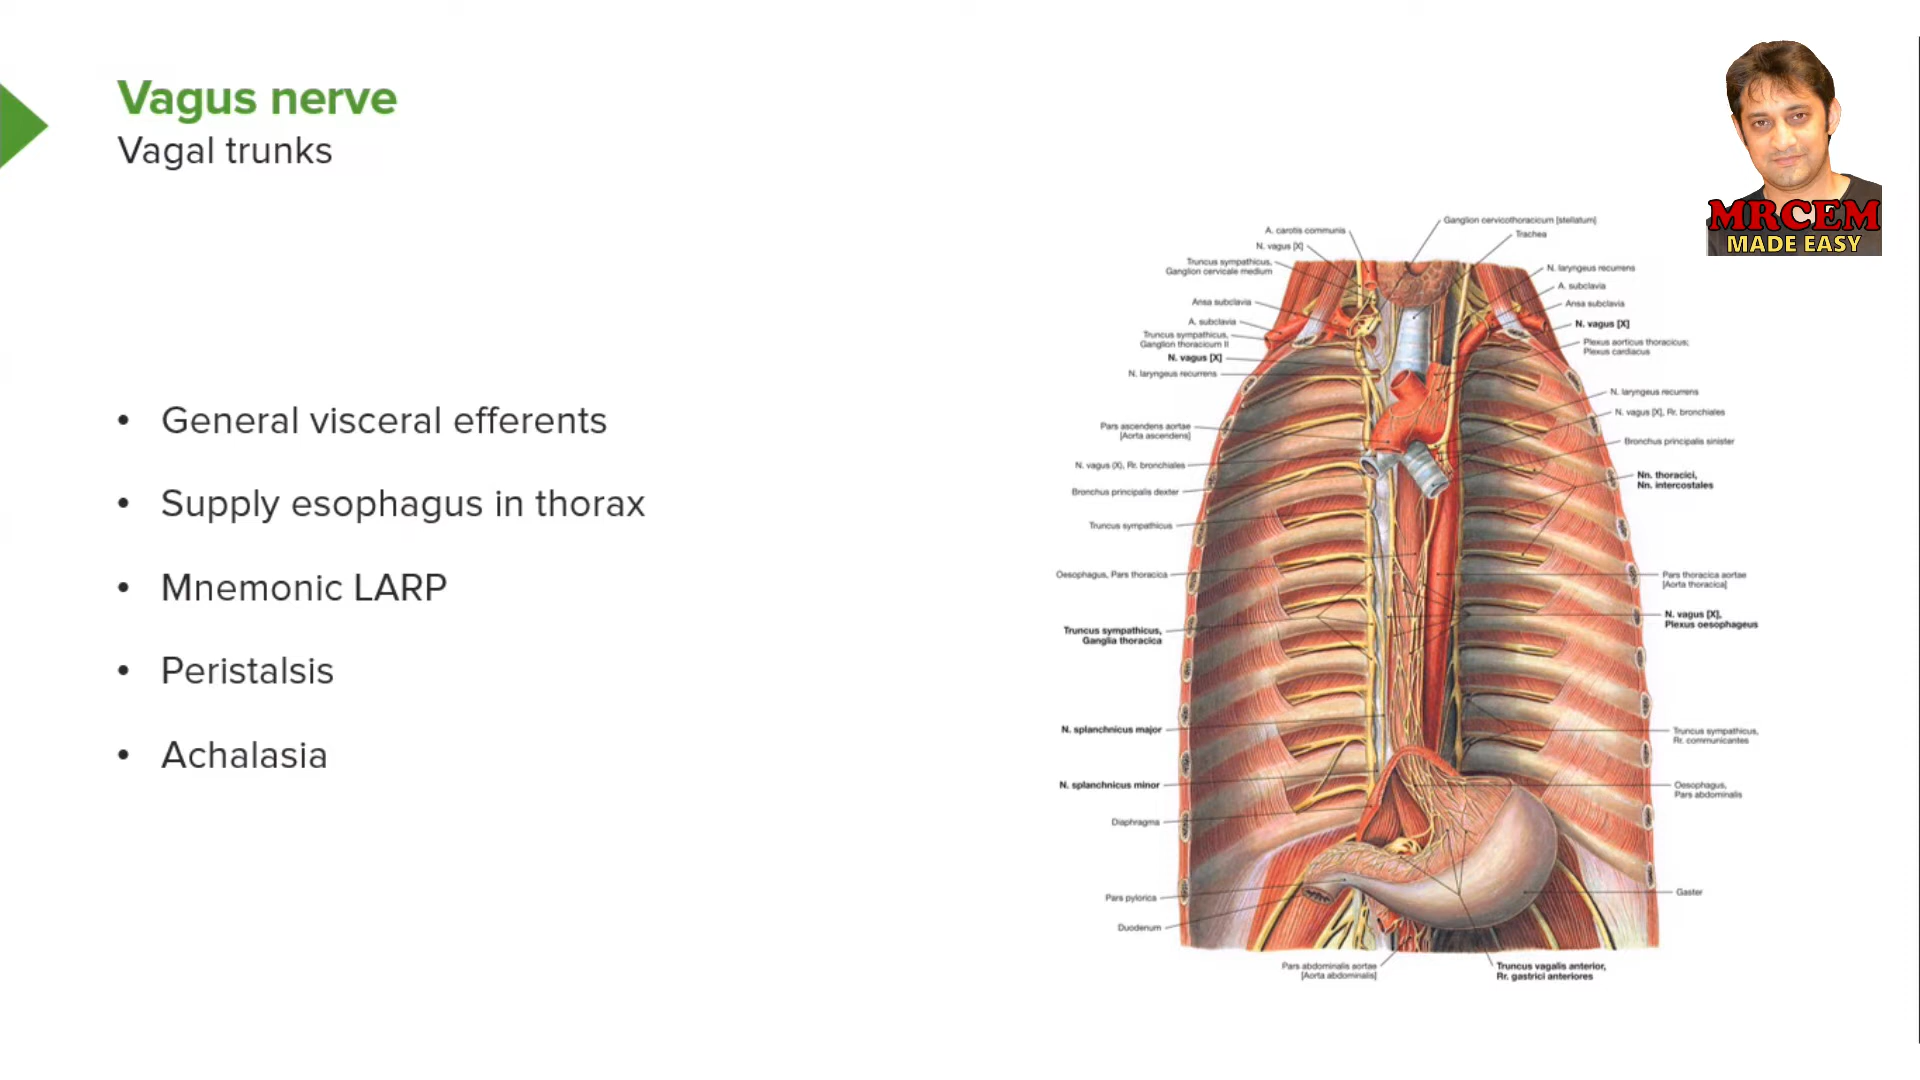 Vagus nerve
Vagal trunks
MRCEM
MADE EASY
• General visceral efferents
• Supply esophagus in thorax
• Mnemonic LARP
• Peristalsis
• Achalasia
Ganglion cervicothoracicum [stellatum]
A. carotis communis
Trachea
N. vagus [X]
Truncus sympathicus,
Ganglion cervicale medium
N. laryngeus recurrens
A. subclavia
Ansa subclavia
Ansa subclavia
A. subclavia
N. vagus [X]
Truncus sympathicus,
Ganglion thoracicum II
Plexus aorticus thoracicus;
Plexus cardiacus
N. vagus [X]
N. laryngeus recurrens
N. laryngeus recurrens
N. vagus [X], Rr. bronchiales
Pars ascendens aortae
[Aorta ascendens]
Bronchus principalis sinister
N. vagus (X), Rr. bronchiales
Nn. thoracici,
Nn. intercostales
Bronchus principalis dexter
Truncus sympathicus
Oesophagus, Pars thoracica
Pars thoracica aortae
[Aorta thoracica]
N. vagus [X],
Plexus oesophageus
Truncus sympathicus,
Ganglia thoracica
N. splanchnicus major
Truncus sympathicus,
Rr. communicantes
N. splanchnicus minor
Oesophagus,
Pars abdominalis
Diaphragma
Gaster
Pars pylorica
Duodenum
Pars abdominalis aortae
[Aorta abdominalis]
Truncus vagalis anterior,
Rr. gastrici anteriores